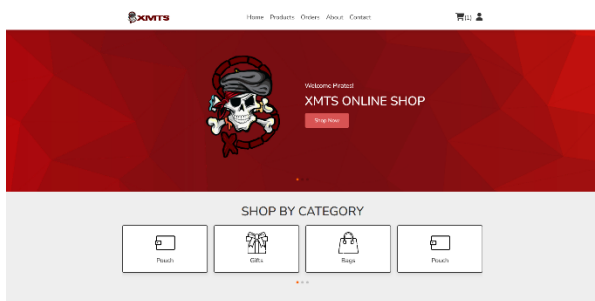 XMTS
Home Products Orders About Contact
(1)
Welcome Pirates!
XMTS ONLINE SHOP
Shop Now
SHOP BY CATEGORY
Pouch
Gifts
Bags
Pouch